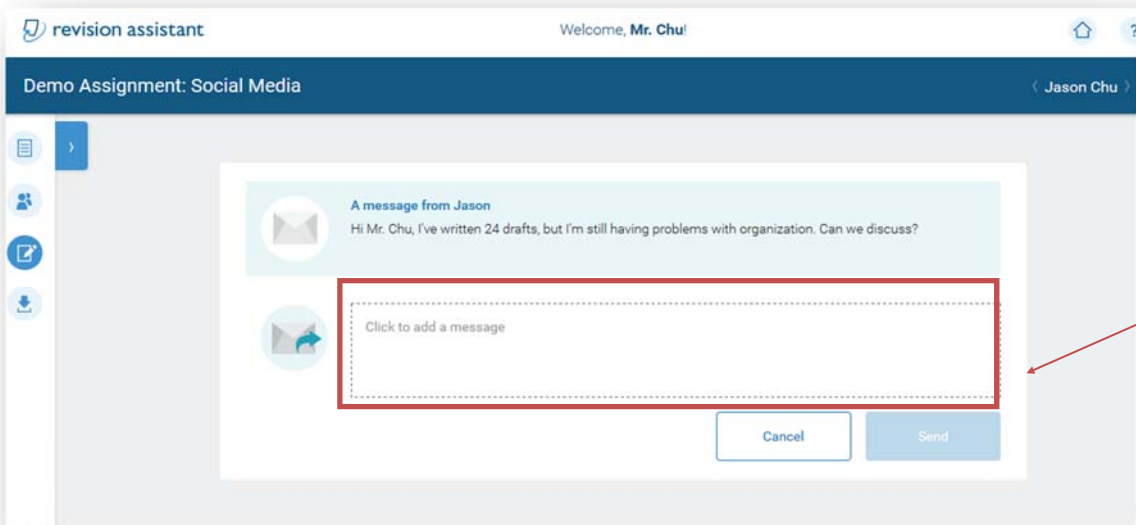 revision assistant
Welcome, Mr. Chu!
?
Demo Assignment: Social Media
Jason Chu
A message from Jason
Hi Mr. Chu, I've written 24 drafts, but I'm still having problems with organization. Can we discuss?
Click to add a message
Cancel
Send